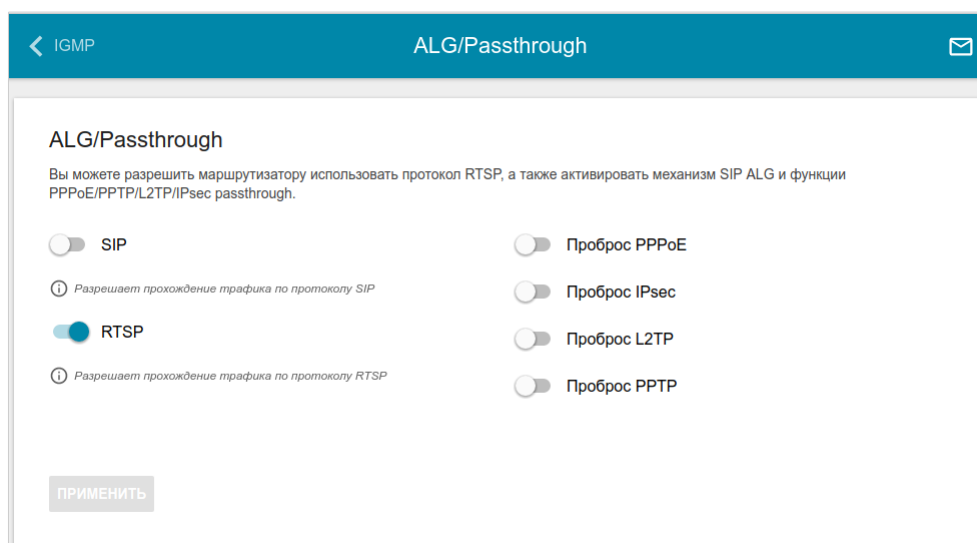 IGMP
ALG/Passthrough
ALG/Passthrough
Вы можете разрешить маршрутизатору использовать протокол RTSP, а также активировать механизм SIP ALG и функции
PPPoE/PPTP/L2TP/IPsec passthrough.
SIP
Разрешает прохождение трафика по протоколу SIP
RTSP
Разрешает прохождение трафика по протоколу RTSP
Проброс PPPoE
Проброс IPsec
Проброс L2TP
Проброс PPTP
ПРИМЕНИТЬ